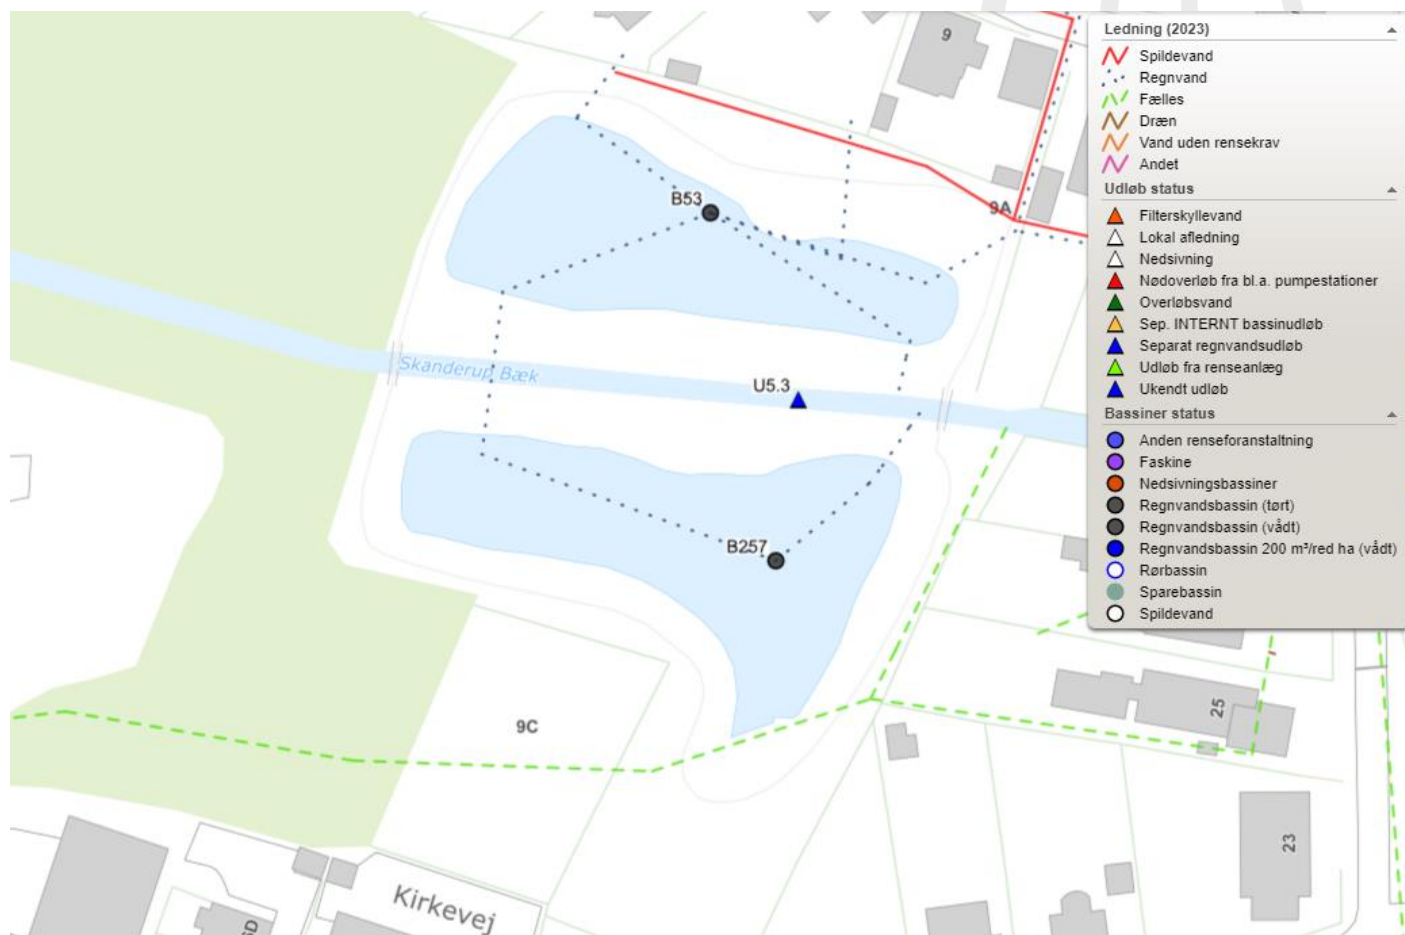 9
B53
9A
Skanderup Bæk
U5.3
B257
9C
25
23
Kirkevej
Ledning (2023)
Spildevand
Regnvand
Fælles
Dræn
Vand uden rensekrav
Andet
Udløb status
Filterskyllevand
Lokal afledning
Nedsivning
Nødoverløb fra bl.a. pumpestationer
Overløbsvand
Sep. INTERNT bassinudløb
Separat regnvandsudløb
Udløb fra renseanlæg
Ukendt udløb
Bassiner status
Anden renseforanstaltning
Faskine
Nedsivningsbassiner
Regnvandsbassin (tørt)
Regnvandsbassin (vådt)
Regnvandsbassin 200 m³/red ha (vådt)
Rørbassin
Sparebassin
Spildevand